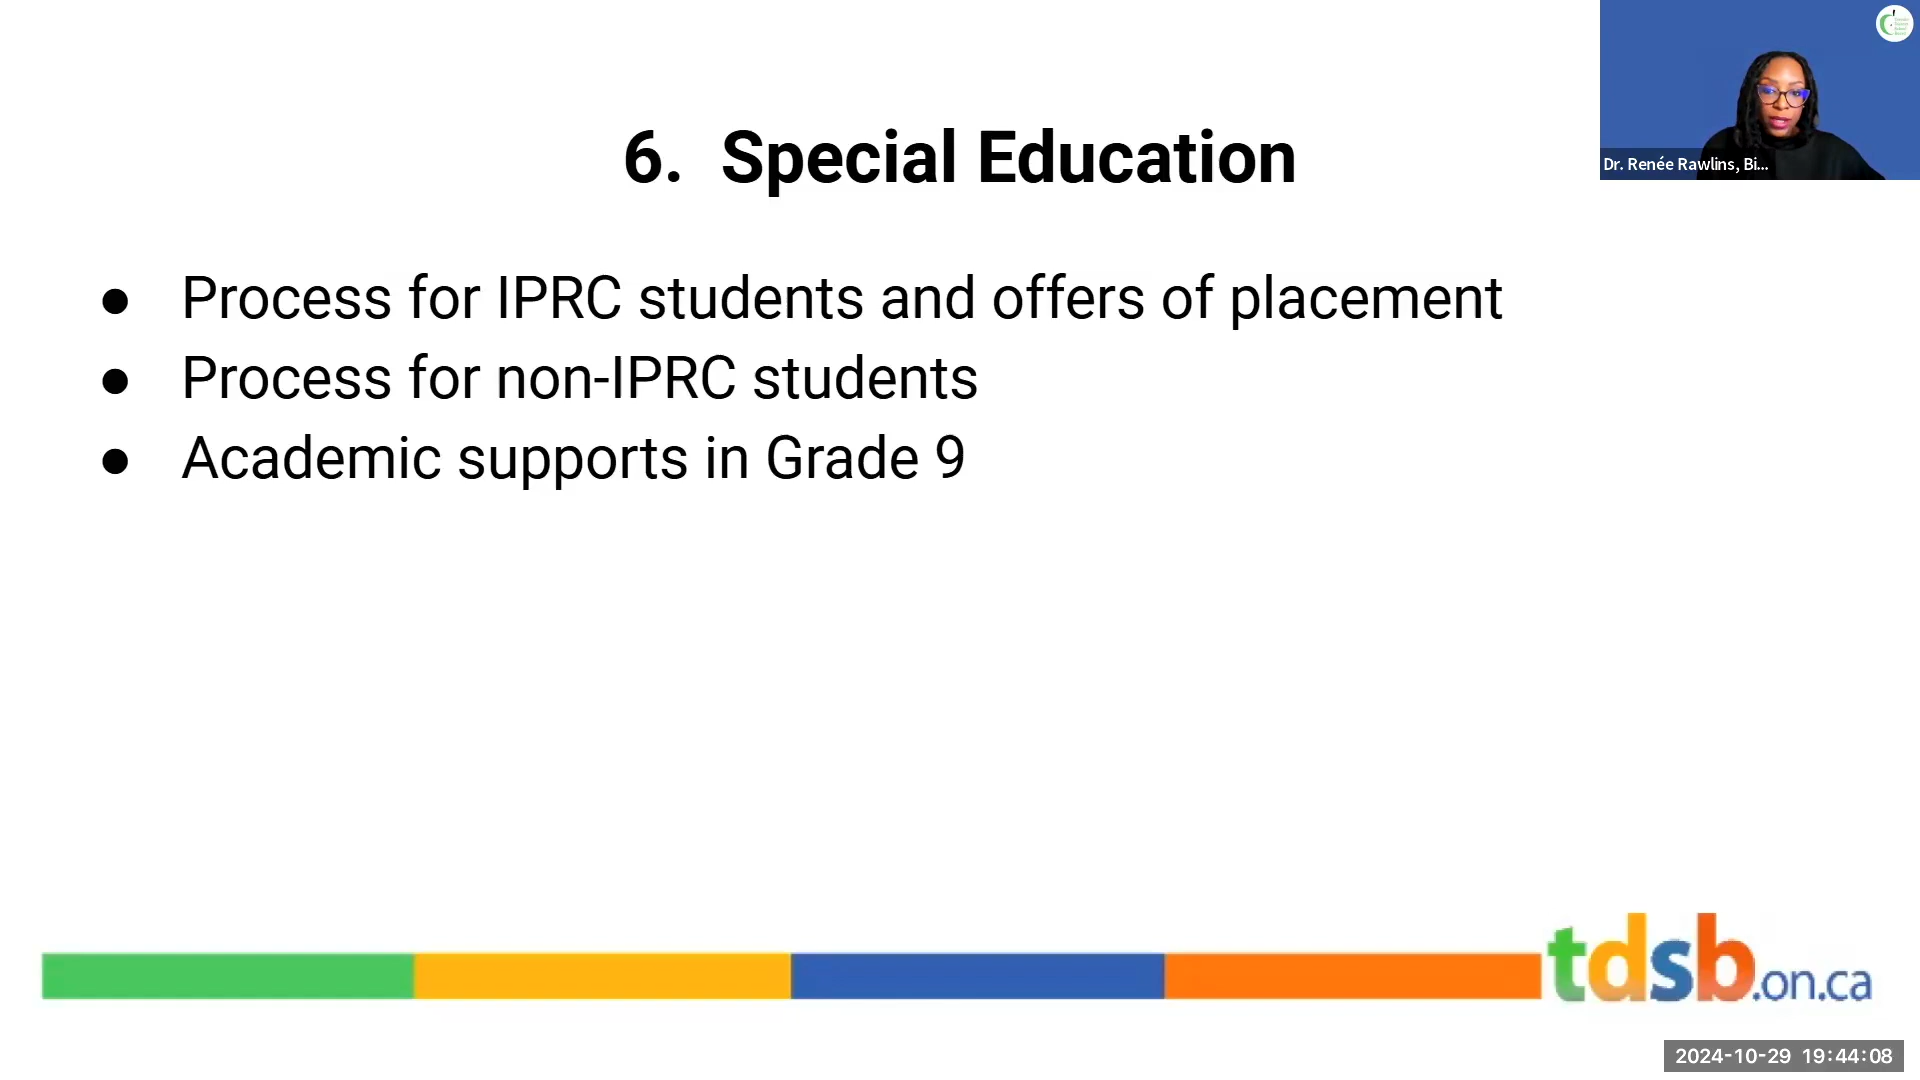 6. Special Education
Dr. Renée Rawlins, Bi...
● Process for IPRC students and offers of placement
● Process for non-IPRC students
● Academic supports in Grade 9
tdsb.on.ca
2024-10-29 19:44:08